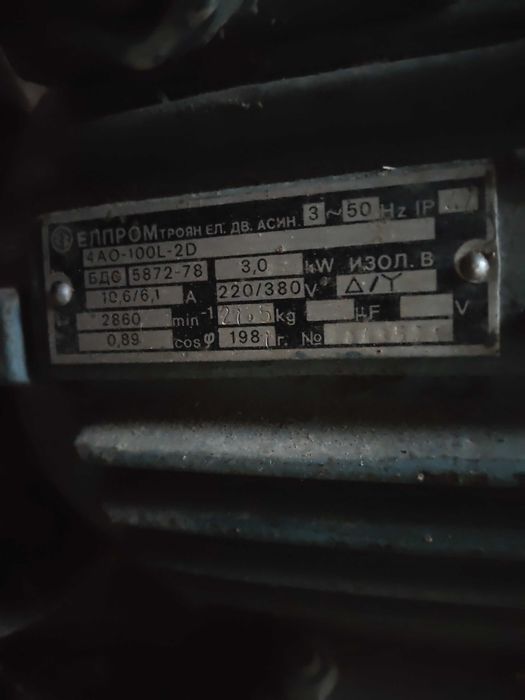 ЕЛПРОМ ТРОЯН ЕЛ. ДВ. АСИН. 3 ~ 50 Hz IP
4АО-100L-2D
БДС 5872-78 3,0 kW ИЗОЛ. В
10,6/6,1 A 220/380 V Δ/Y
2860 min⁻¹ kg µF V
0,89 cos φ 198 г. №